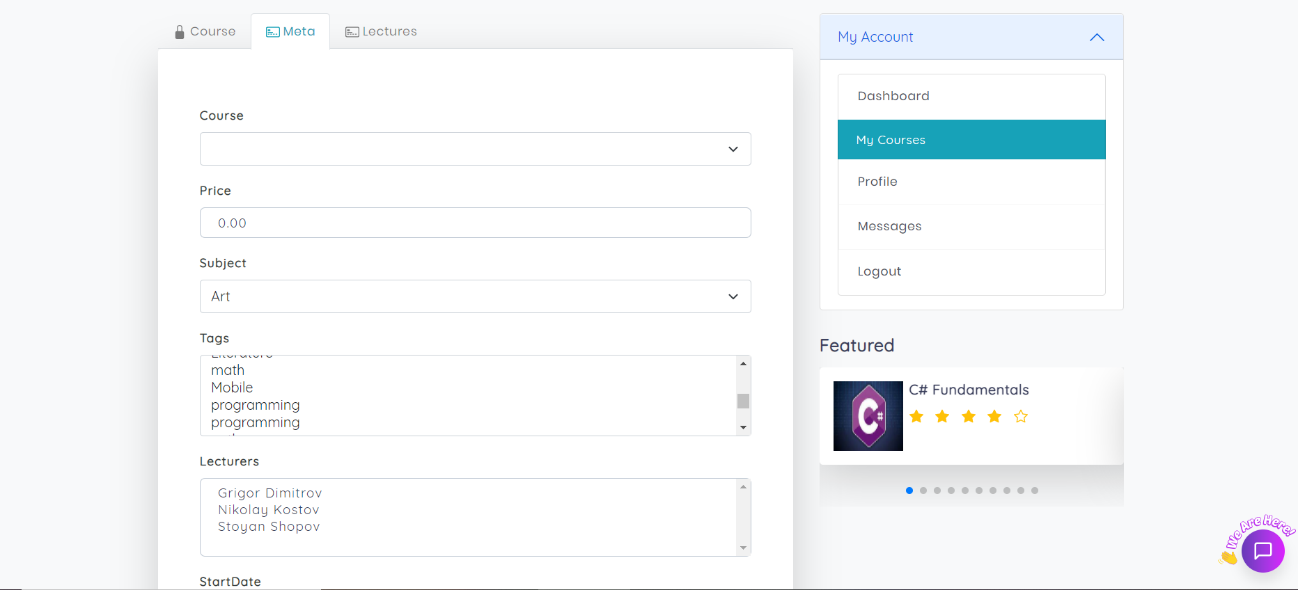 Course
Meta
Lectures
Course
Price
0.00
Subject
Art
Tags
Literature
math
Mobile
programming
programming
Lecturers
Grigor Dimitrov
Nikolay Kostov
Stoyan Shopov
StartDate
My Account
Dashboard
My Courses
Profile
Messages
Logout
Featured
C# Fundamentals
C#
We Are Here!